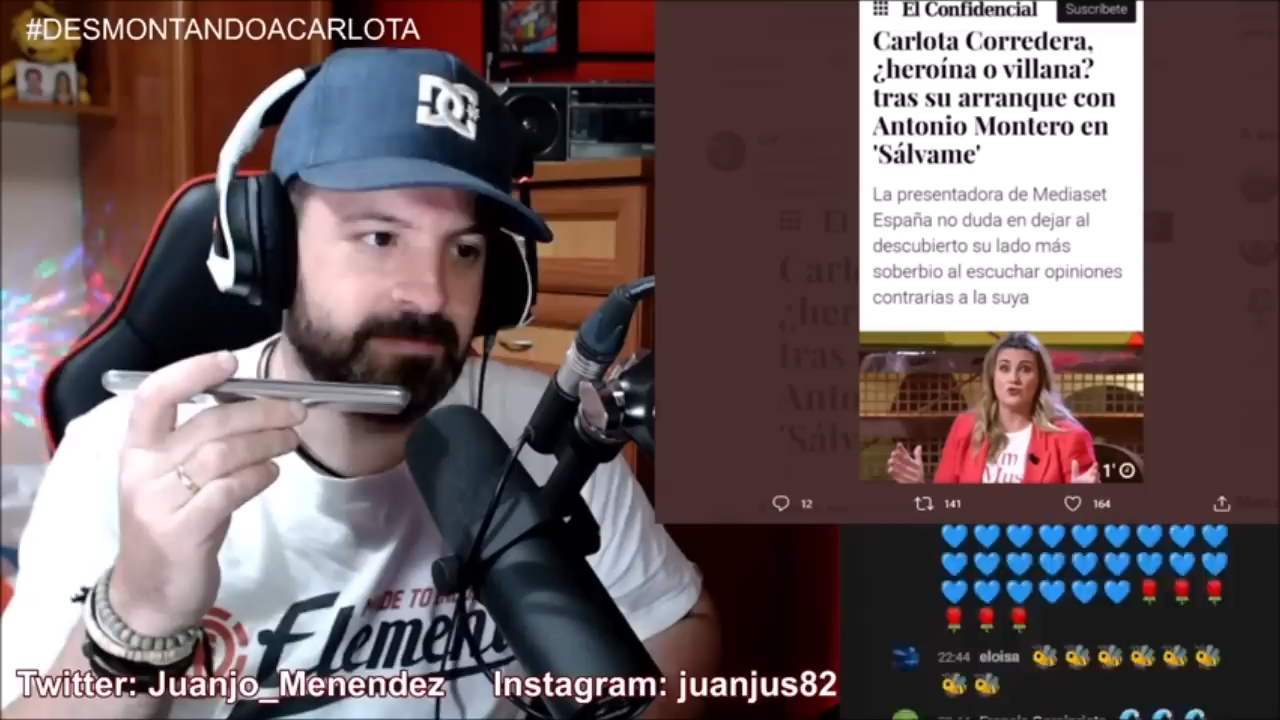 #DESMONTANDOACARLOTA
El Confidencial
Suscríbete
Carlota Corredera,
¿heroína o villana?
tras su arranque con
Antonio Montero en
'Sálvame'
La presentadora de Mediaset
España no duda en dejar al
descubierto su lado más
soberbio al escuchar opiniones
contrarias a la suya
1'
12
141
164
DC
Element
22:44 eloisa
Twitter: Juanjo_Menendez
Instagram: juanjus82